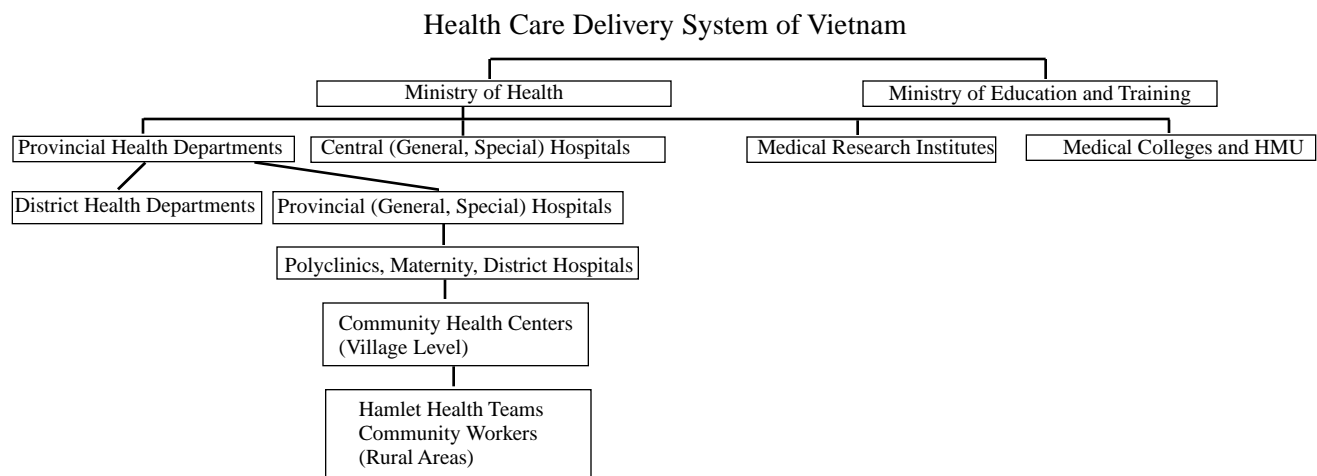 Health Care Delivery System of Vietnam
Ministry of Health
Ministry of Education and Training
Provincial Health Departments
Central (General, Special) Hospitals
Medical Research Institutes
Medical Colleges and HMU
District Health Departments
Provincial (General, Special) Hospitals
Polyclinics, Maternity, District Hospitals
Community Health Centers
(Village Level)
Hamlet Health Teams
Community Workers
(Rural Areas)